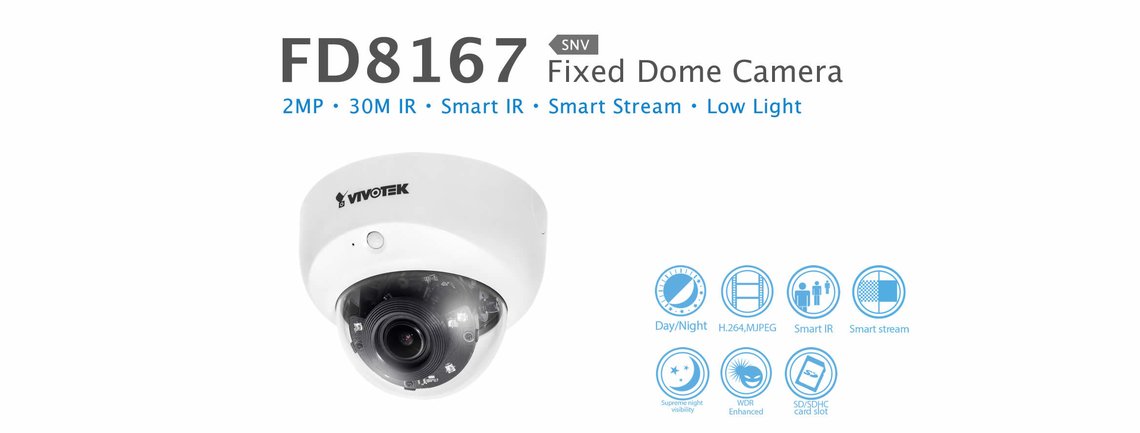 FD8167
SNV
Fixed Dome Camera
2MP • 30M IR • Smart IR • Smart Stream • Low Light
VIVOTEK
Day/Night
H.264,MJPEG
Smart IR
Smart stream
Supreme night
visibility
WDR
Enhanced
SD
SD/SDHC
card slot